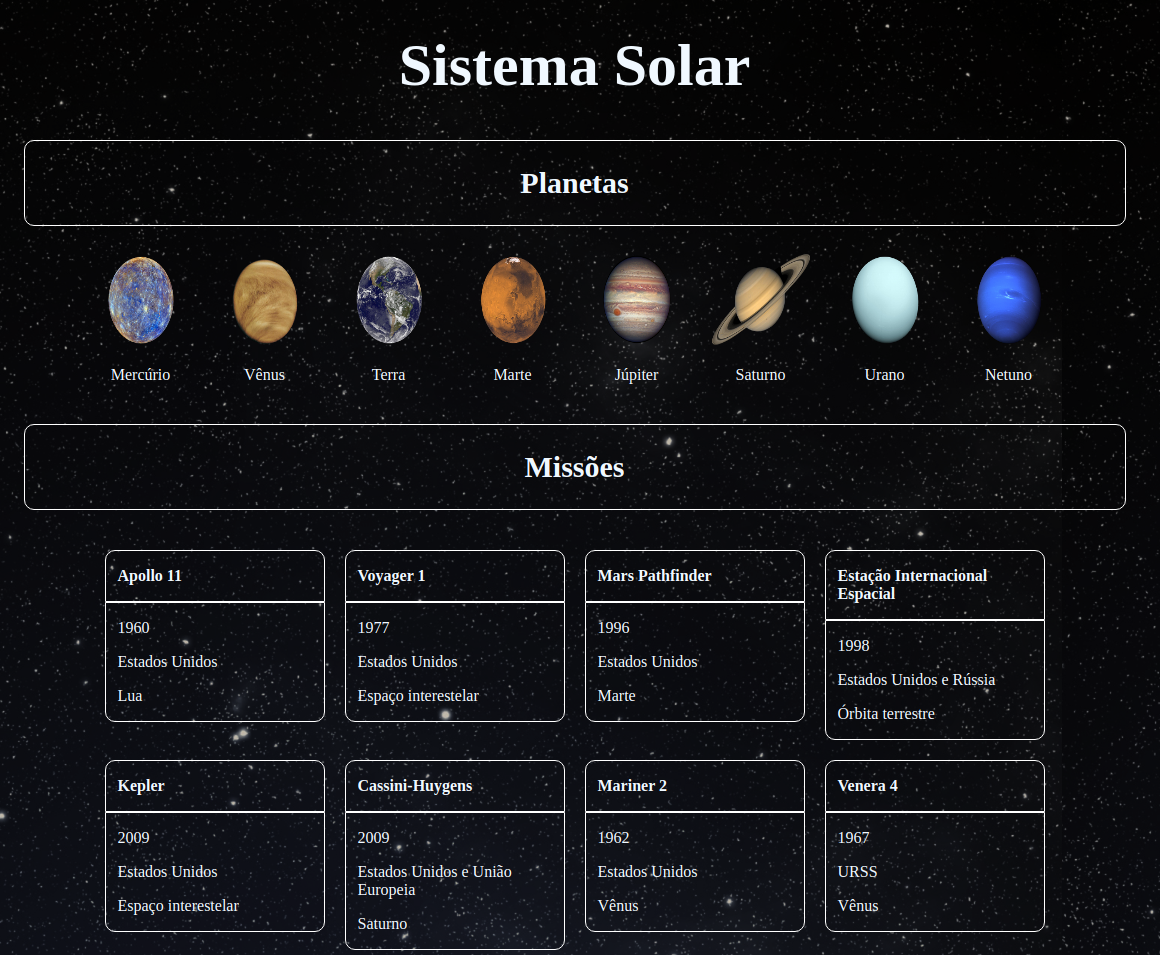 Sistema Solar
Planetas
Mercúrio
Vênus
Terra
Marte
Júpiter
Saturno
Urano
Netuno
Missões
Apollo 11
1960
Estados Unidos
Lua
Voyager 1
1977
Estados Unidos
Espaço interestelar
Mars Pathfinder
1996
Estados Unidos
Marte
Estação Internacional
Espacial
1998
Estados Unidos e Rússia
Órbita terrestre
Kepler
2009
Estados Unidos
Espaço interestelar
Cassini-Huygens
2009
Estados Unidos e União
Europeia
Saturno
Mariner 2
1962
Estados Unidos
Vênus
Venera 4
1967
URSS
Vênus